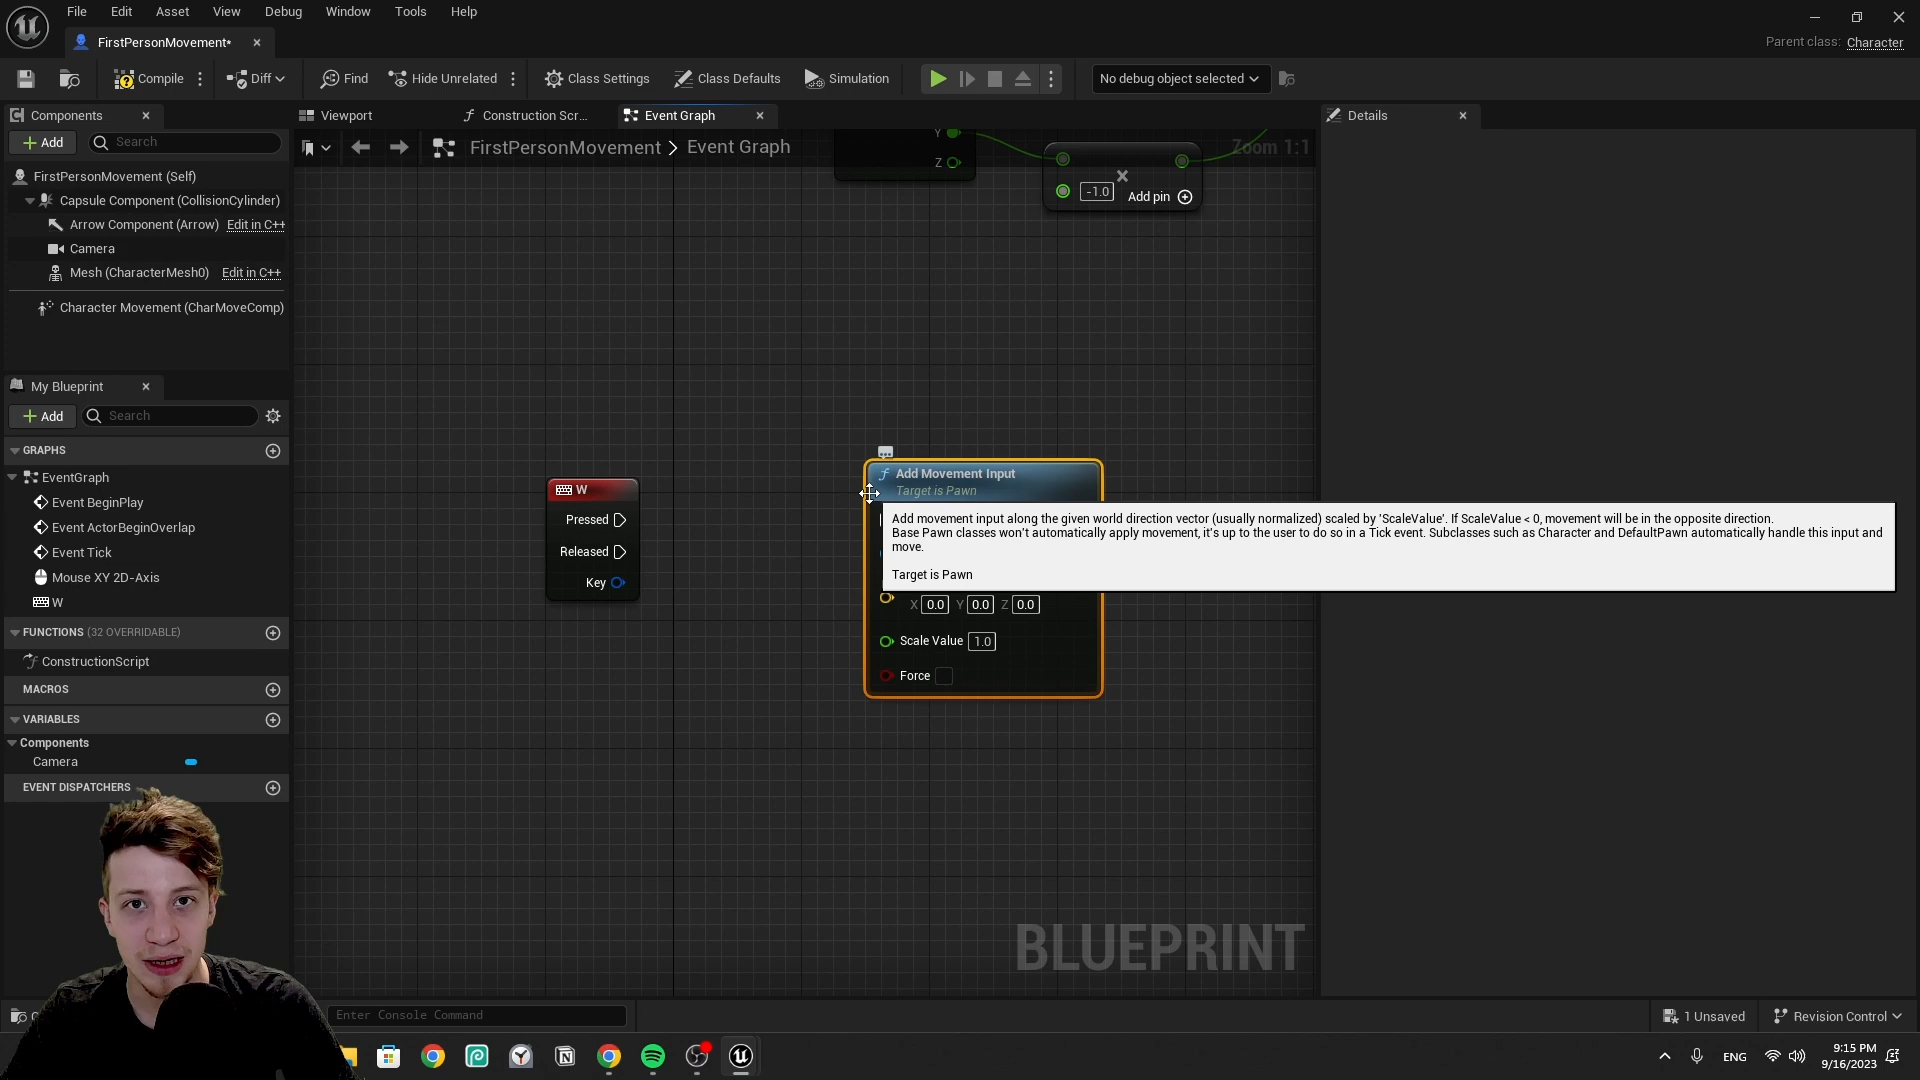 File Edit Asset View Debug Window Tools Help
FirstPersonMovement*
Parent class: Character
Compile Diff Find Hide Unrelated Class Settings Class Defaults Simulation No debug object selected
Components
Viewport Construction Scr... Event Graph Details
Add Search
FirstPersonMovement > Event Graph
Zoom 1:1
FirstPersonMovement (Self)
Capsule Component (CollisionCylinder)
Arrow Component (Arrow) Edit in C++
Camera
Mesh (CharacterMesh0) Edit in C++
Character Movement (CharMoveComp)
Y
Z
-1.0 Add pin
My Blueprint
Add Search
GRAPHS
EventGraph
Event BeginPlay
Event ActorBeginOverlap
Event Tick
Mouse XY 2D-Axis
W
FUNCTIONS (32 OVERRIDABLE)
ConstructionScript
MACROS
VARIABLES
Components
Camera
EVENT DISPATCHERS
W
Pressed
Released
Key
Add Movement Input
Target is Pawn
Add movement input along the given world direction vector (usually normalized) scaled by 'ScaleValue'. If ScaleValue < 0, movement will be in the opposite direction.
Base Pawn classes won't automatically apply movement, it's up to the user to do so in a Tick event. Subclasses such as Character and DefaultPawn automatically handle this input and
move.
Target is Pawn
X 0.0 Y 0.0 Z 0.0
Scale Value 1.0
Force
BLUEPRINT
Enter Console Command
1 Unsaved Revision Control
ENG
9:15 PM
9/16/2023